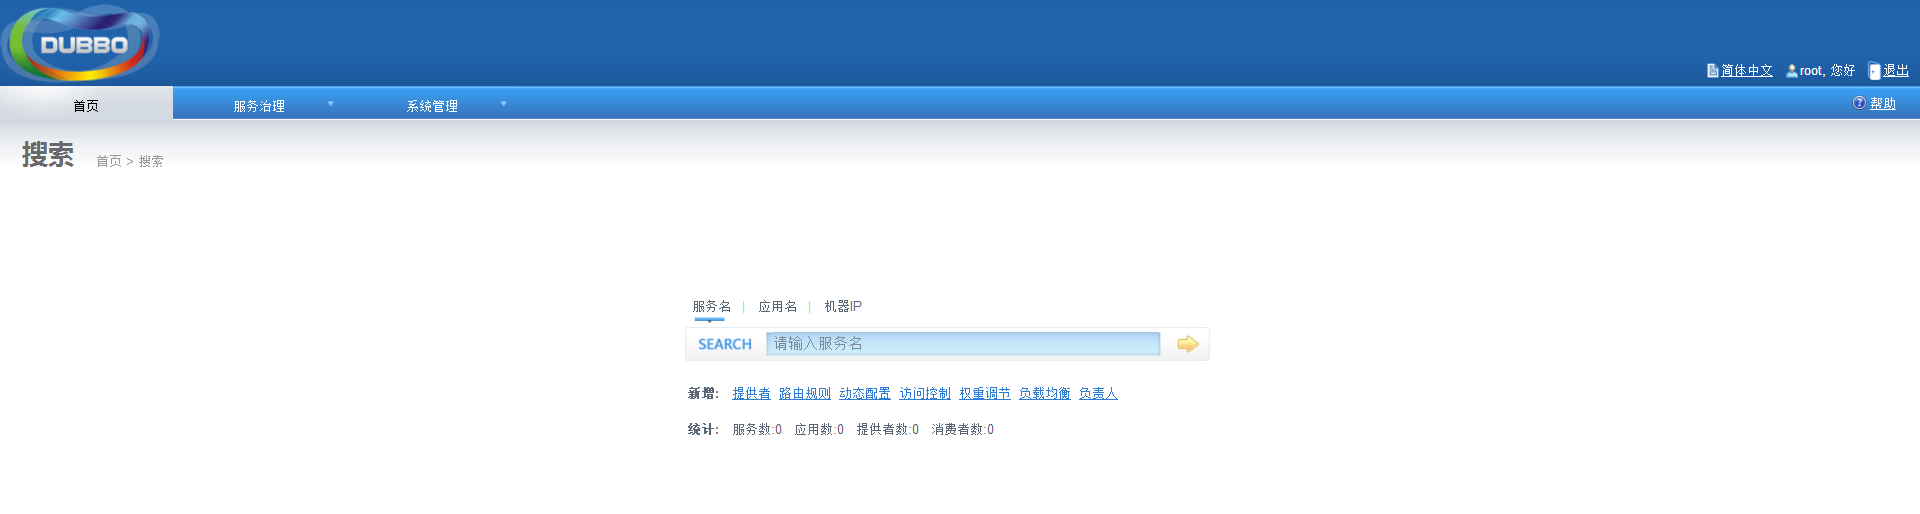 DUBBO
简体中文 root, 您好 退出
首页 服务治理 系统管理 帮助
搜索 首页 > 搜索
服务名 | 应用名 | 机器IP
SEARCH 请输入服务名
新增: 提供者 路由规则 动态配置 访问控制 权重调节 负载均衡 负责人
统计: 服务数:0 应用数:0 提供者数:0 消费者数:0